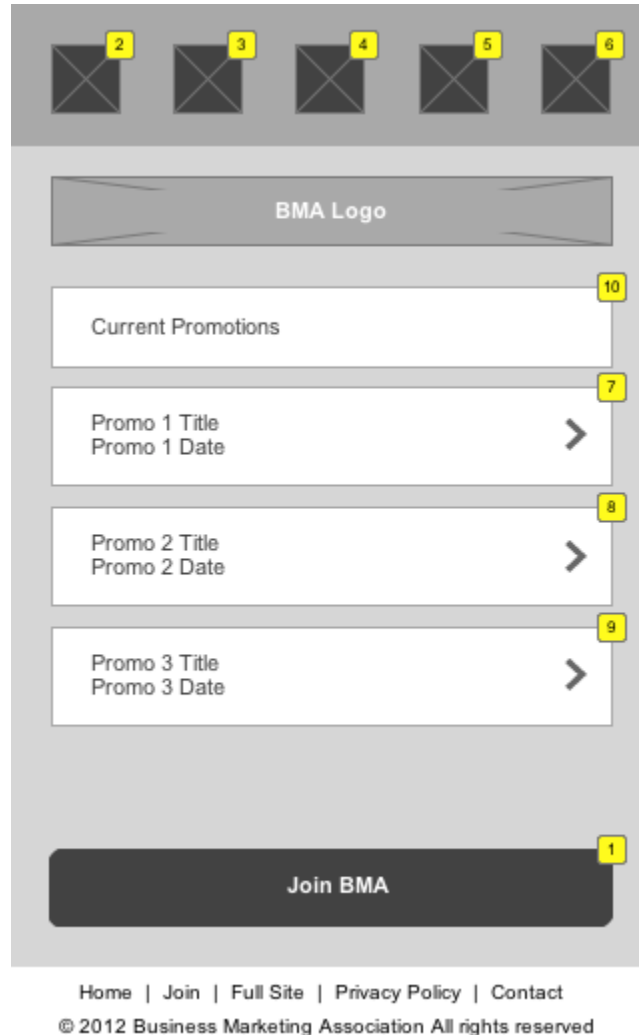 2 3 4 5 6
BMA Logo
10
Current Promotions
7
Promo 1 Title
Promo 1 Date
8
Promo 2 Title
Promo 2 Date
9
Promo 3 Title
Promo 3 Date
1
Join BMA
Home | Join | Full Site | Privacy Policy | Contact
© 2012 Business Marketing Association All rights reserved